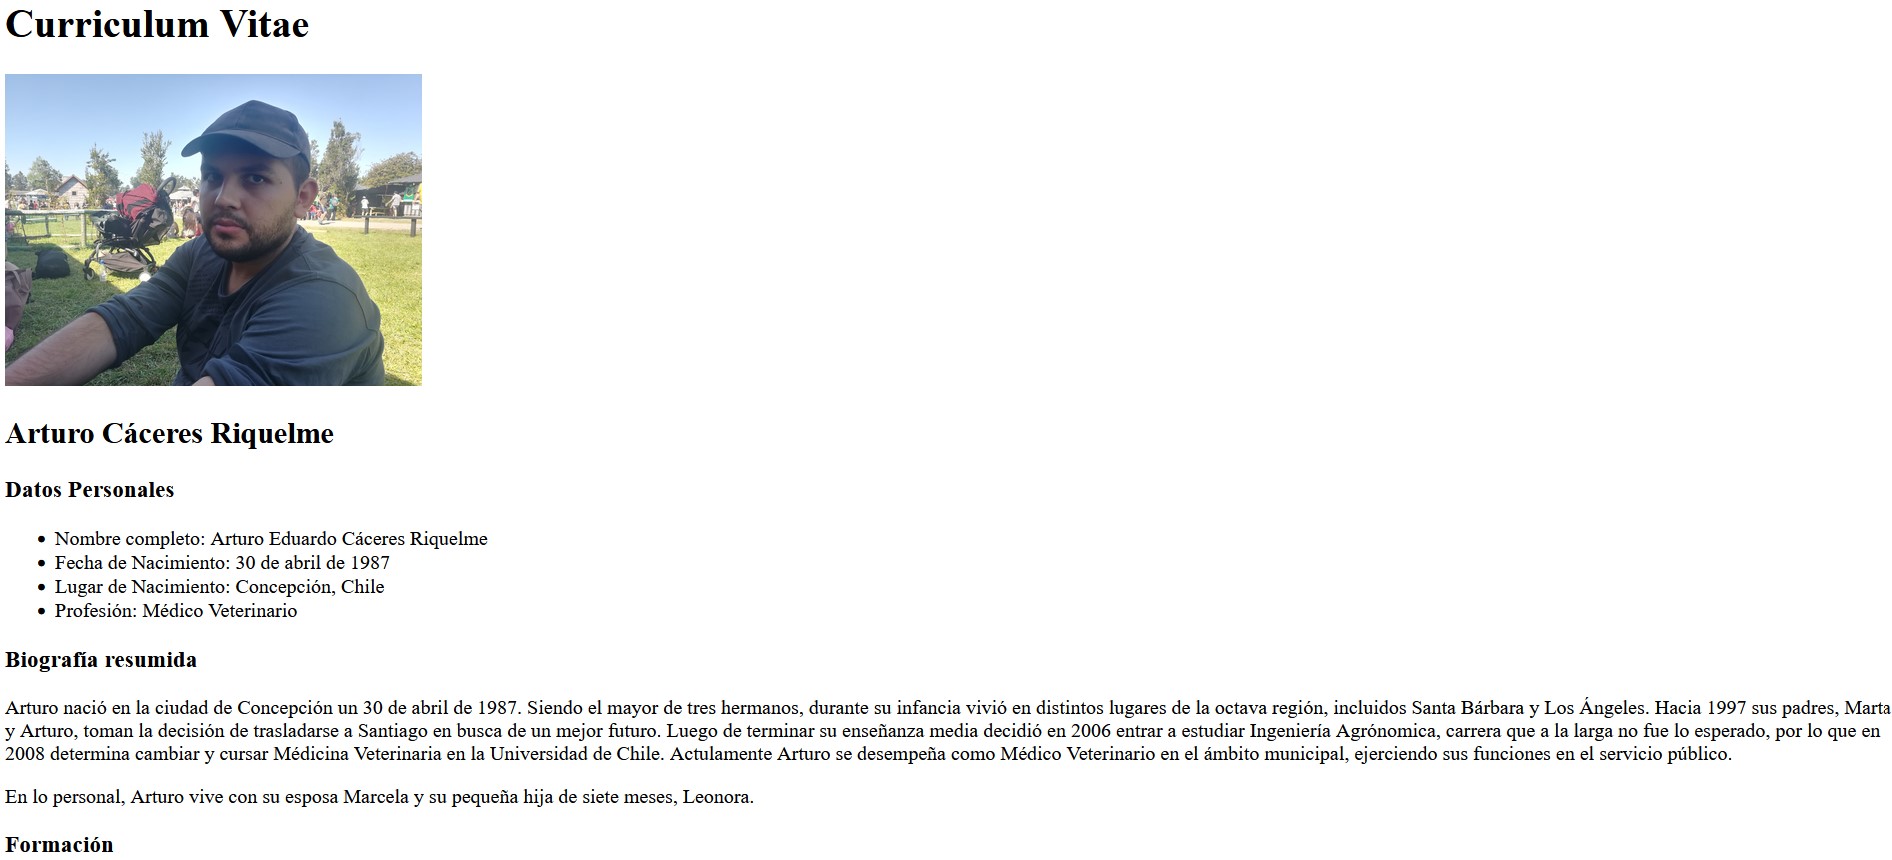 Curriculum Vitae
Arturo Cáceres Riquelme
Datos Personales
Nombre completo: Arturo Eduardo Cáceres Riquelme
Fecha de Nacimiento: 30 de abril de 1987
Lugar de Nacimiento: Concepción, Chile
Profesión: Médico Veterinario
Biografía resumida
Arturo nació en la ciudad de Concepción un 30 de abril de 1987. Siendo el mayor de tres hermanos, durante su infancia vivió en distintos lugares de la octava región, incluidos Santa Bárbara y Los Ángeles. Hacia 1997 sus padres, Marta
y Arturo, toman la decisión de trasladarse a Santiago en busca de un mejor futuro. Luego de terminar su enseñanza media decidió en 2006 entrar a estudiar Ingeniería Agrónomica, carrera que a la larga no fue lo esperado, por lo que en
2008 determina cambiar y cursar Médicina Veterinaria en la Universidad de Chile. Actulamente Arturo se desempeña como Médico Veterinario en el ámbito municipal, ejerciendo sus funciones en el servicio público.
En lo personal, Arturo vive con su esposa Marcela y su pequeña hija de siete meses, Leonora.
Formación